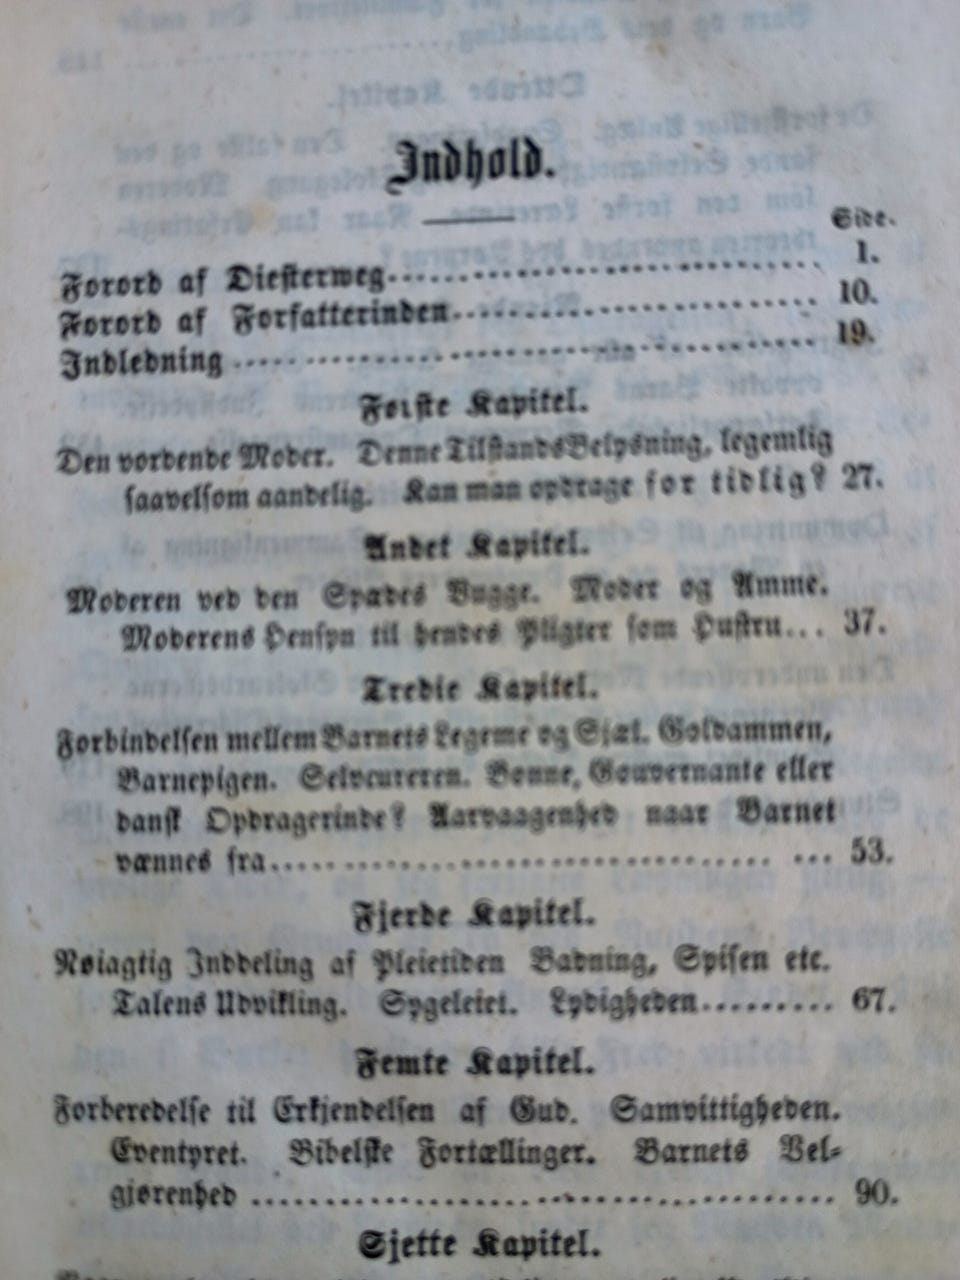 Indhold.
Side.
Forord af Diesterweg........................ 1.
Forord af Forfatterinden.................... 10.
Indledning .................................. 19.
Første Kapitel.
Den vordende Moder. Denne Tilstands Belysning, legemlig
saavelsom aandelig. Kan man opdrage for tidlig? 27.
Andet Kapitel.
Moderen ved den Spædes Vugge. Moder og Amme.
Moderens Hensyn til hendes Pligter som Hustru... 37.
Tredie Kapitel.
Forbindelsen mellem Barnets Legeme og Sjæl. Goldammen,
Barnepigen. Selvcureren. Bonne, Gouvernante eller
dansk Opdragerinde? Aarvaagenhed naar Barnet
vænnes fra................................. ... 53.
Fjerde Kapitel.
Nøiagtig Inddeling af Pleietiden Badning, Spisen etc.
Talens Udvikling. Sygeleiet. Lydigheden......... 67.
Femte Kapitel.
Forberedelse til Erkjendelsen af Gud. Samvittigheden.
Eventyret. Bibelske Fortællinger. Barnets Vel-
gjørenhed ....................................... 90.
Sjette Kapitel.